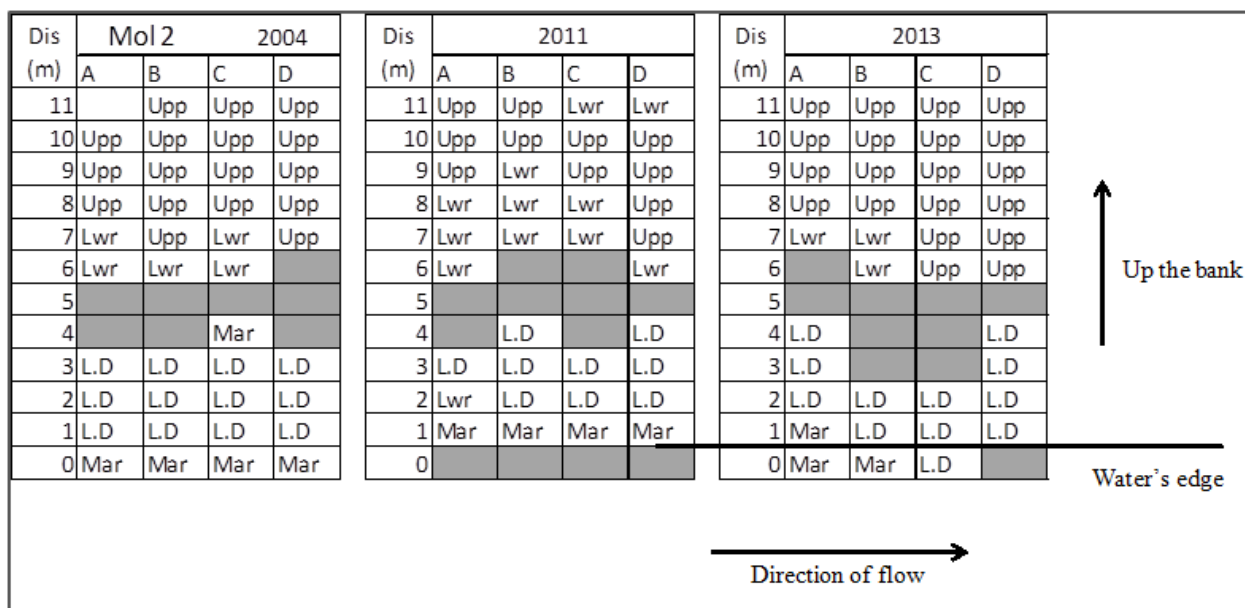 Dis Mol 2 2004 Dis 2011 Dis 2013
(m) A B C D (m) A B C D (m) A B C D
11 Upp Upp Upp 11 Upp Upp Lwr Lwr 11 Upp Upp Upp Upp
10 Upp Upp Upp Upp 10 Upp Upp Upp Upp 10 Upp Upp Upp Upp
9 Upp Upp Upp Upp 9 Upp Lwr Upp Upp 9 Upp Upp Upp Upp
8 Upp Upp Upp Upp 8 Lwr Lwr Lwr Upp 8 Upp Upp Upp Upp
7 Lwr Upp Lwr Upp 7 Lwr Lwr Lwr Upp 7 Lwr Lwr Upp Upp
6 Lwr Lwr Lwr 6 Lwr Lwr 6 Lwr Upp Upp
Up the bank
5 5 5
4 Mar 4 L.D L.D 4 L.D L.D
3 L.D L.D L.D L.D 3 L.D L.D L.D L.D 3 L.D L.D
2 L.D L.D L.D L.D 2 Lwr L.D L.D L.D 2 L.D L.D L.D L.D
1 L.D L.D L.D L.D 1 Mar Mar Mar Mar 1 Mar L.D L.D L.D
0 Mar Mar Mar Mar 0 0 Mar Mar L.D
Water's edge
Direction of flow